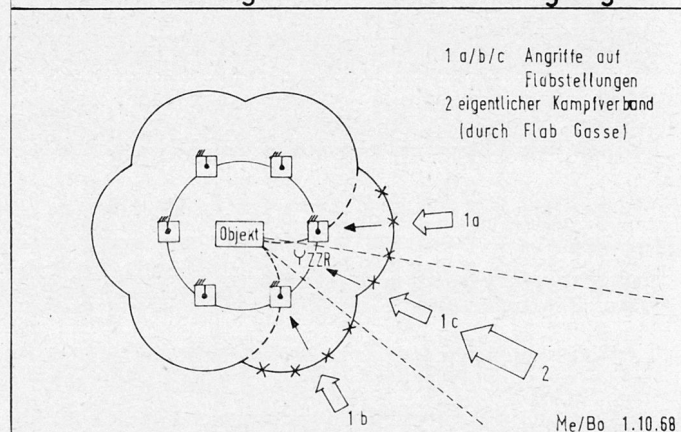 1 a/b/c Angriffe auf
Flabstellungen
2 eigentlicher Kampfverband
(durch Flab Gasse)
1a
Objekt
ZZR
1c
2
1b
Me/Bo 1.10.68